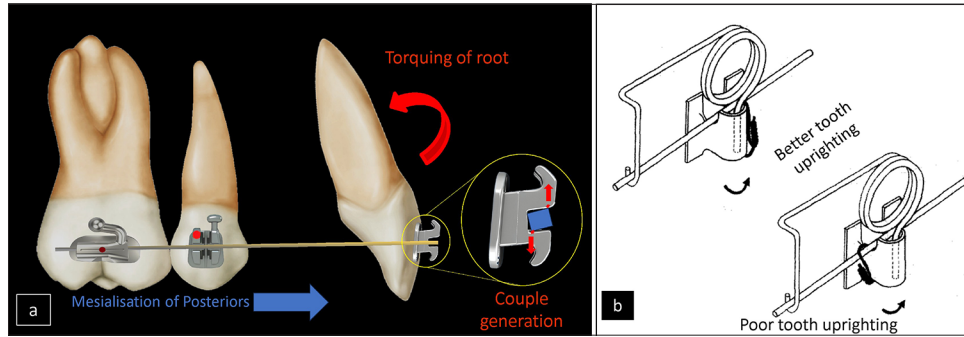 Torquing of root
Mesialisation of Posteriors
Couple
generation
a
Better tooth
uprighting
Poor tooth uprighting
b